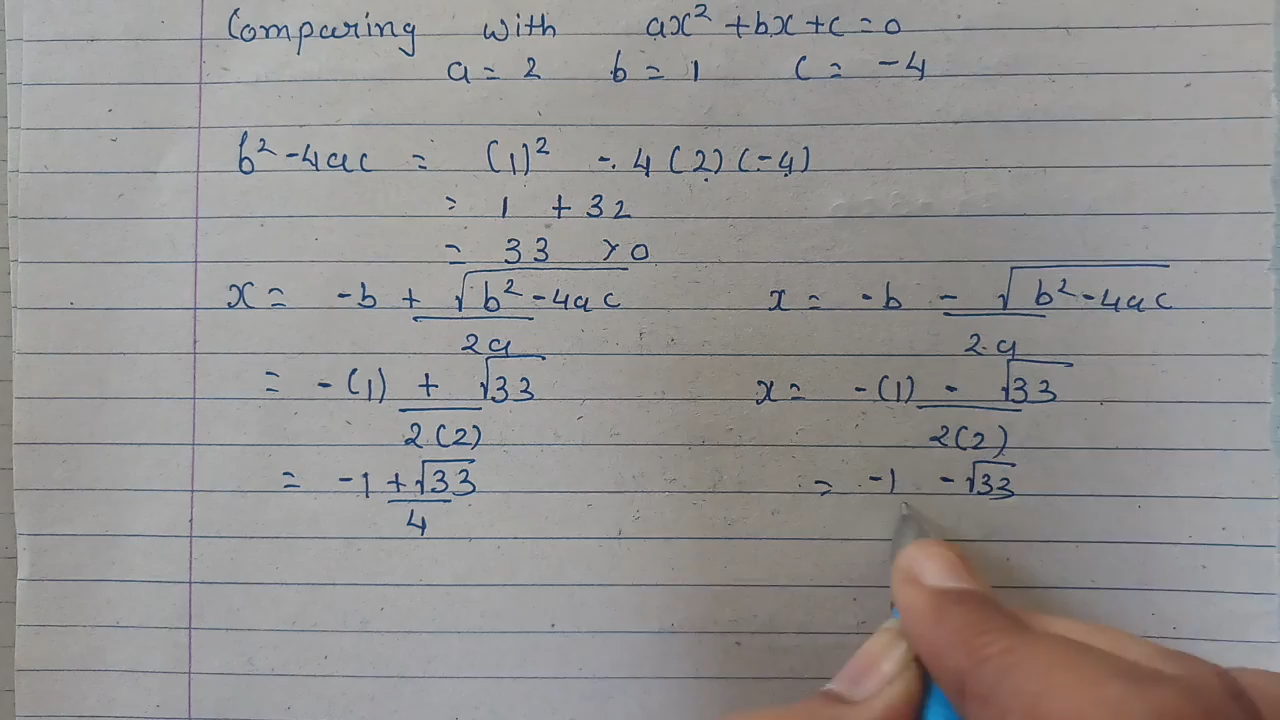 Comparing with ax² + bx + c = 0
a = 2 b = 1 c = -4
b² - 4ac = (1)² - 4(2)(-4)
= 1 + 32
= 33 > 0
x = -b + √b² - 4ac x = -b - √b² - 4ac
2a 2·a
= -(1) + √33 x = -(1) - √33
2(2) 2(2)
= -1 + √33 = -1 - √33
4